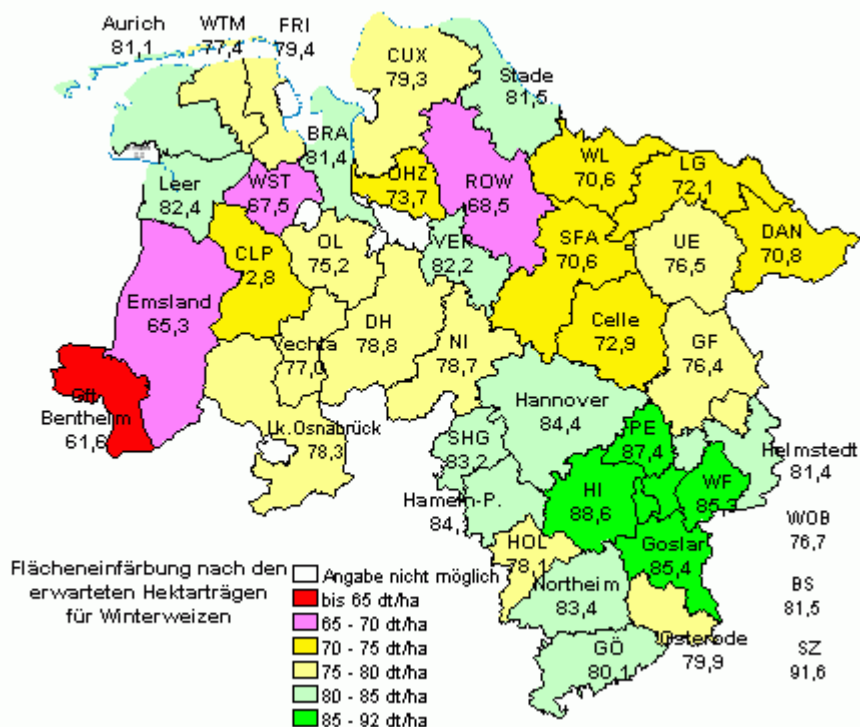 Aurich
81,1
WTM
77,4
FRI
79,4
CUX
79,3
Stade
81,5
BRA
81,4
Leer
82,4
WST
67,5
OHZ
73,7
ROW
68,5
WL
70,6
LG
72,1
DAN
70,8
CLP
2,8
OL
75,2
VER
82,2
SFA
70,6
UE
76,5
Emsland
65,3
Vechta
77,0
DH
78,8
NI
78,7
Celle
72,9
GF
76,4
Gft.
Bentheim
61,6
Lk.Osnabrück
78,3
Hannover
84,4
SHG
83,2
PE
87,4
Helmstedt
81,4
Hameln-P.
84,
HI
88,6
WF
85,3
WOB
76,7
HOL
78,1
Goslar
85,4
Northeim
83,4
BS
81,5
GÖ
80,1
Osterode
79,9
SZ
91,6
Flächeneinfärbung nach den
erwarteten Hektarträgen
für Winterweizen
Angabe nicht möglich
bis 65 dt/ha
65 - 70 dt/ha
70 - 75 dt/ha
75 - 80 dt/ha
80 - 85 dt/ha
85 - 92 dt/ha